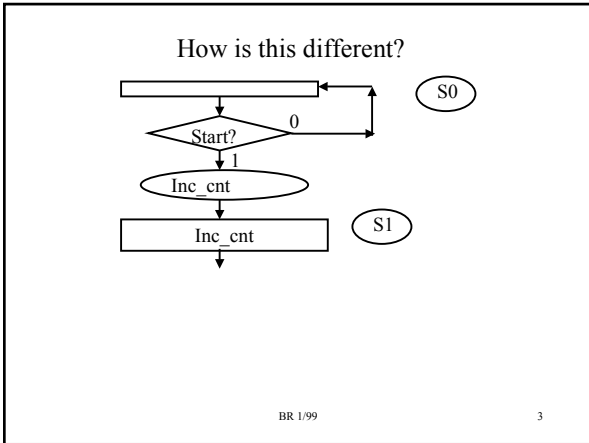 How is this different?
S0
0
Start?
1
Inc_cnt
S1
Inc_cnt
BR 1/99
3